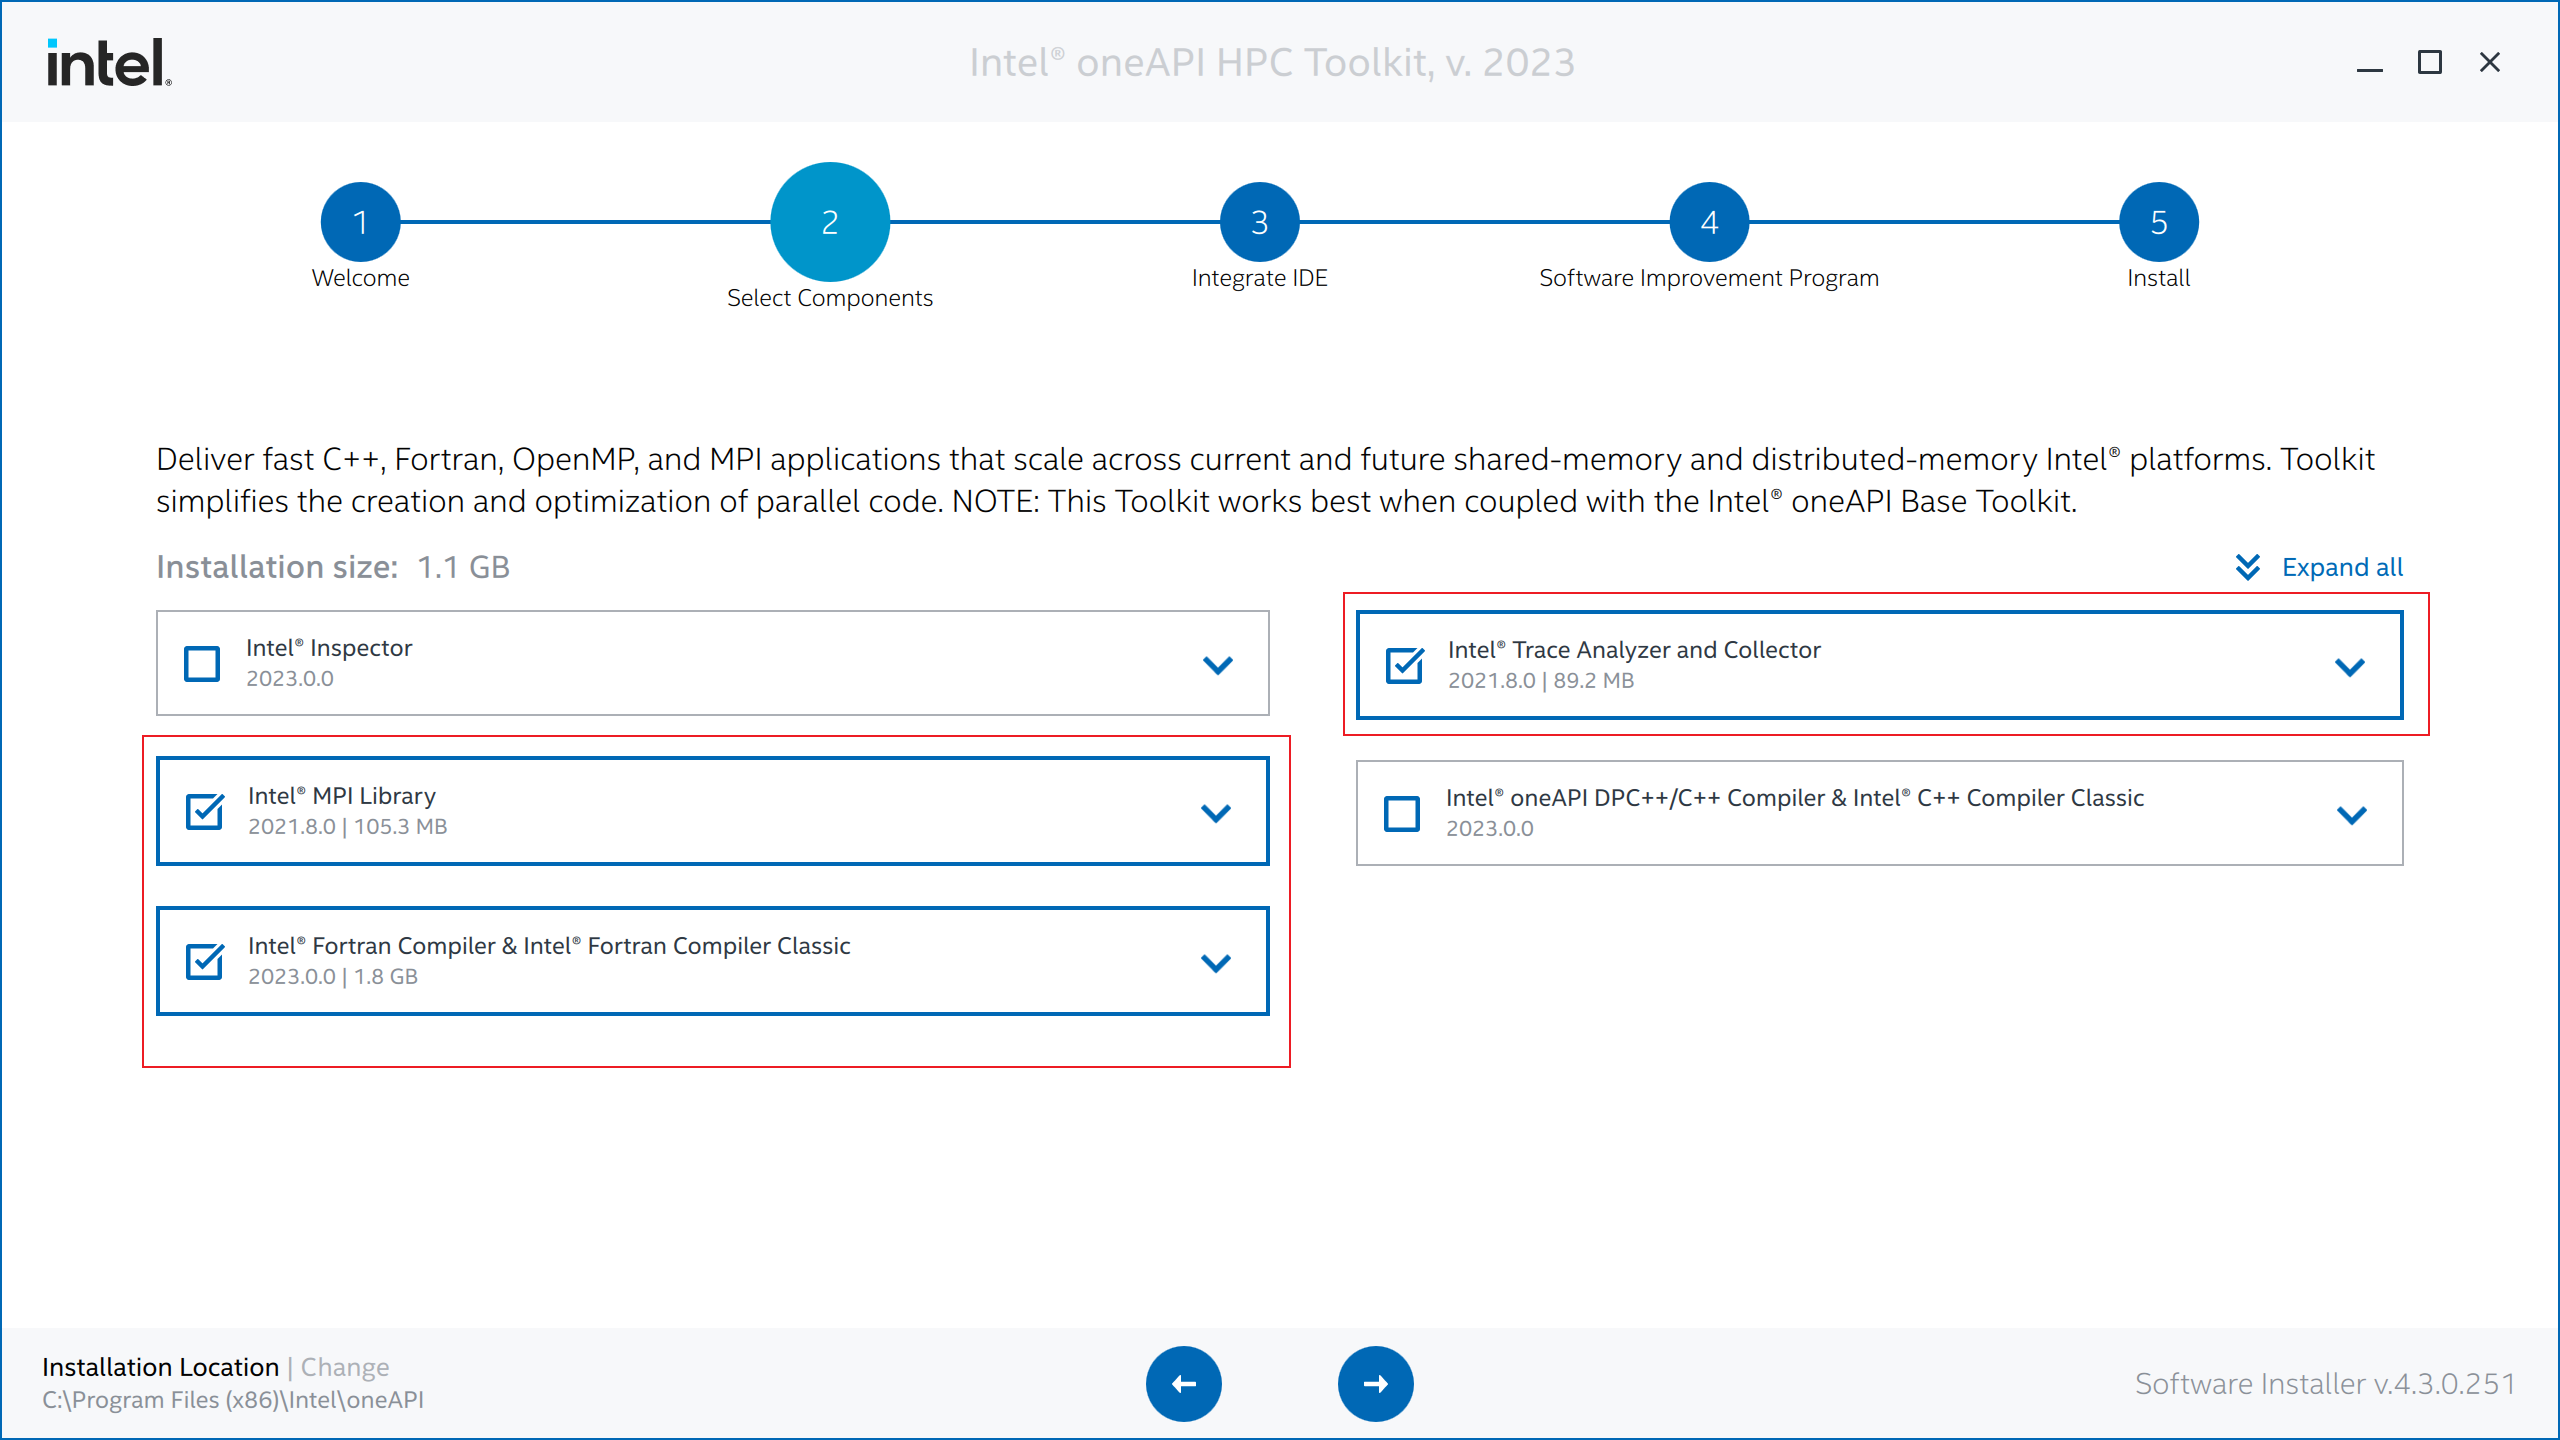 intel.
Intel® oneAPI HPC Toolkit, v. 2023
1
2
3
4
5
Welcome
Select Components
Integrate IDE
Software Improvement Program
Install
Deliver fast C++, Fortran, OpenMP, and MPI applications that scale across current and future shared-memory and distributed-memory Intel® platforms. Toolkit
simplifies the creation and optimization of parallel code. NOTE: This Toolkit works best when coupled with the Intel® oneAPI Base Toolkit.
Installation size: 1.1 GB
Expand all
Intel® Inspector
2023.0.0
Intel® Trace Analyzer and Collector
2021.8.0 | 89.2 MB
Intel® MPI Library
2021.8.0 | 105.3 MB
Intel® oneAPI DPC++/C++ Compiler & Intel® C++ Compiler Classic
2023.0.0
Intel® Fortran Compiler & Intel® Fortran Compiler Classic
2023.0.0 | 1.8 GB
Installation Location | Change
C:\Program Files (x86)\Intel\oneAPI
Software Installer v.4.3.0.251